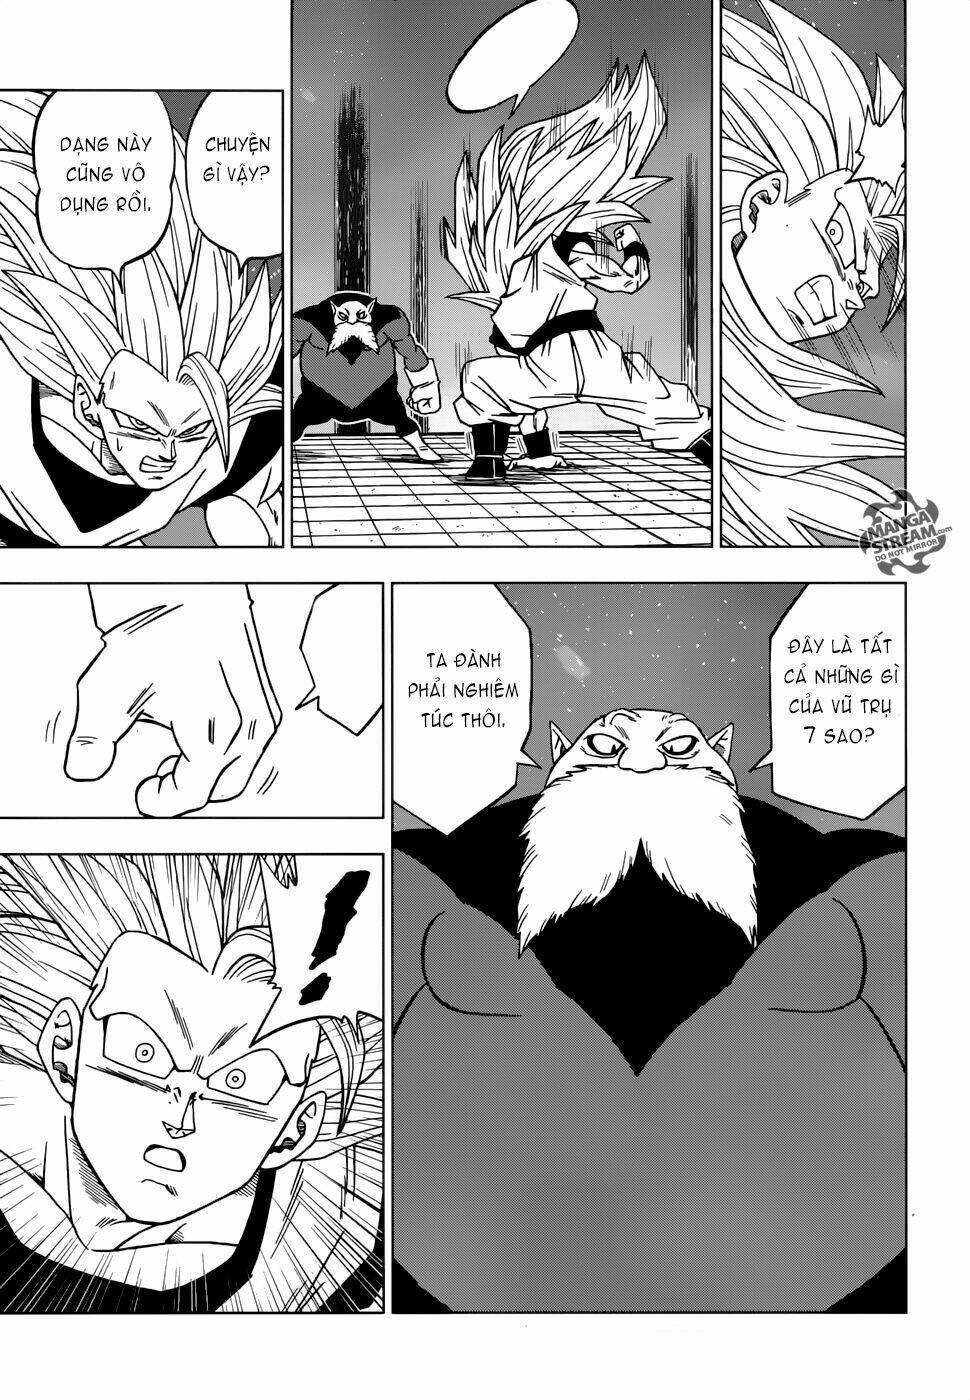 MANGA
STREAM.com
DO NOT MIRROR
CHUYỆN
GÌ VẬY?
DẠNG NÀY
CŨNG VÔ
DỤNG RỒI.
ĐÂY LÀ TẤT
CẢ NHỮNG GÌ
CỦA VŨ TRỤ
7 SAO?
TA ĐÀNH
PHẢI NGHIÊM
TÚC THÔI.
!